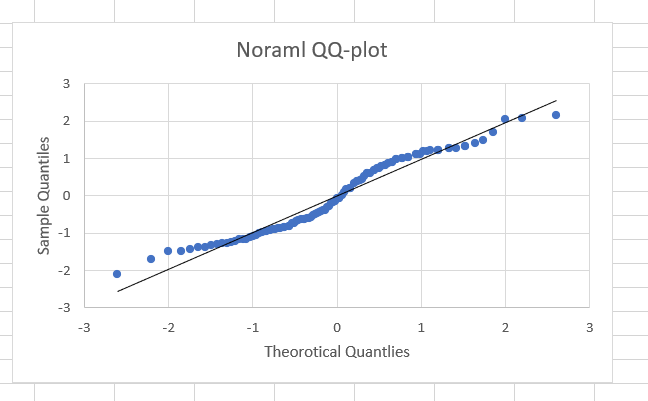 Noraml QQ-plot
3
2
1
0
-1
-2
-3
Sample Quantiles
-3 -2 -1 0 1 2 3
Theorotical Quantlies